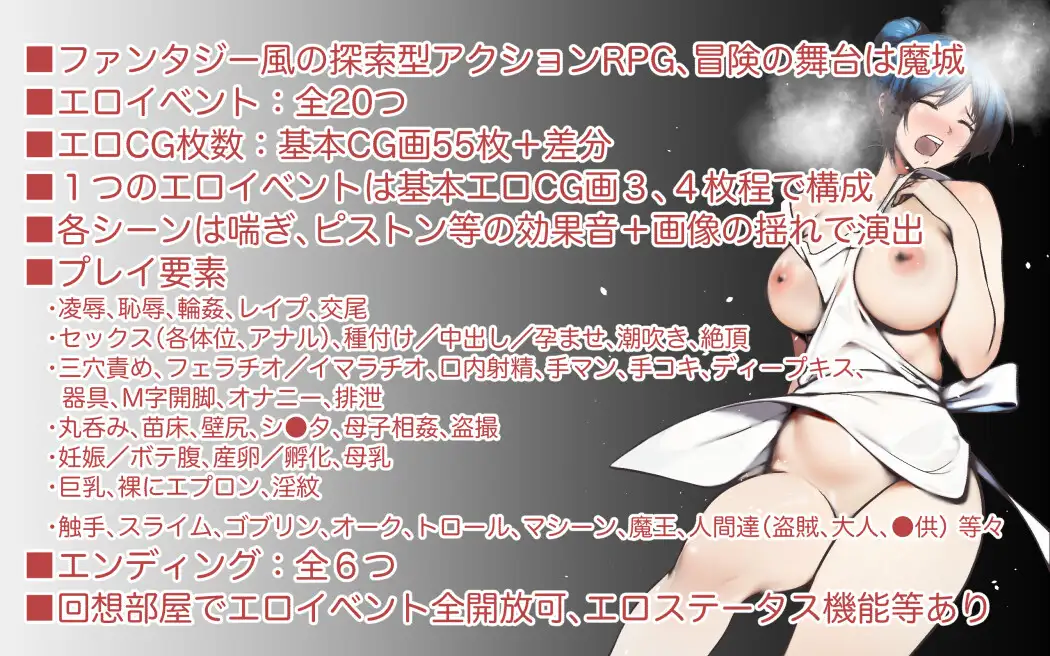 ■ファンタジー風の探索型アクションRPG、冒険の舞台は魔城
■エロイベント：全20つ
■エロCG枚数：基本CG画55枚＋差分
■１つのエロイベントは基本エロCG画３、４枚程で構成
■各シーンは喘ぎ、ピストン等の効果音＋画像の揺れで演出
■プレイ要素
・凌辱、恥辱、輪姦、レイプ、交尾
・セックス（各体位、アナル）、種付け／中出し／孕ませ、潮吹き、絶頂
・三穴責め、フェラチオ／イマラチオ、口内射精、手マン、手コキ、ディープキス、
器具、M字開脚、オナニー、排泄
・丸呑み、苗床、壁尻、シ●タ、母子相姦、盗撮
・妊娠／ボテ腹、産卵／孵化、母乳
・巨乳、裸にエプロン、淫紋
・触手、スライム、ゴブリン、オーク、トロール、マシーン、魔王、人間達（盗賊、大人、●供） 等々
■エンディング：全６つ
■回想部屋でエロイベント全開放可、エロステータス機能等あり